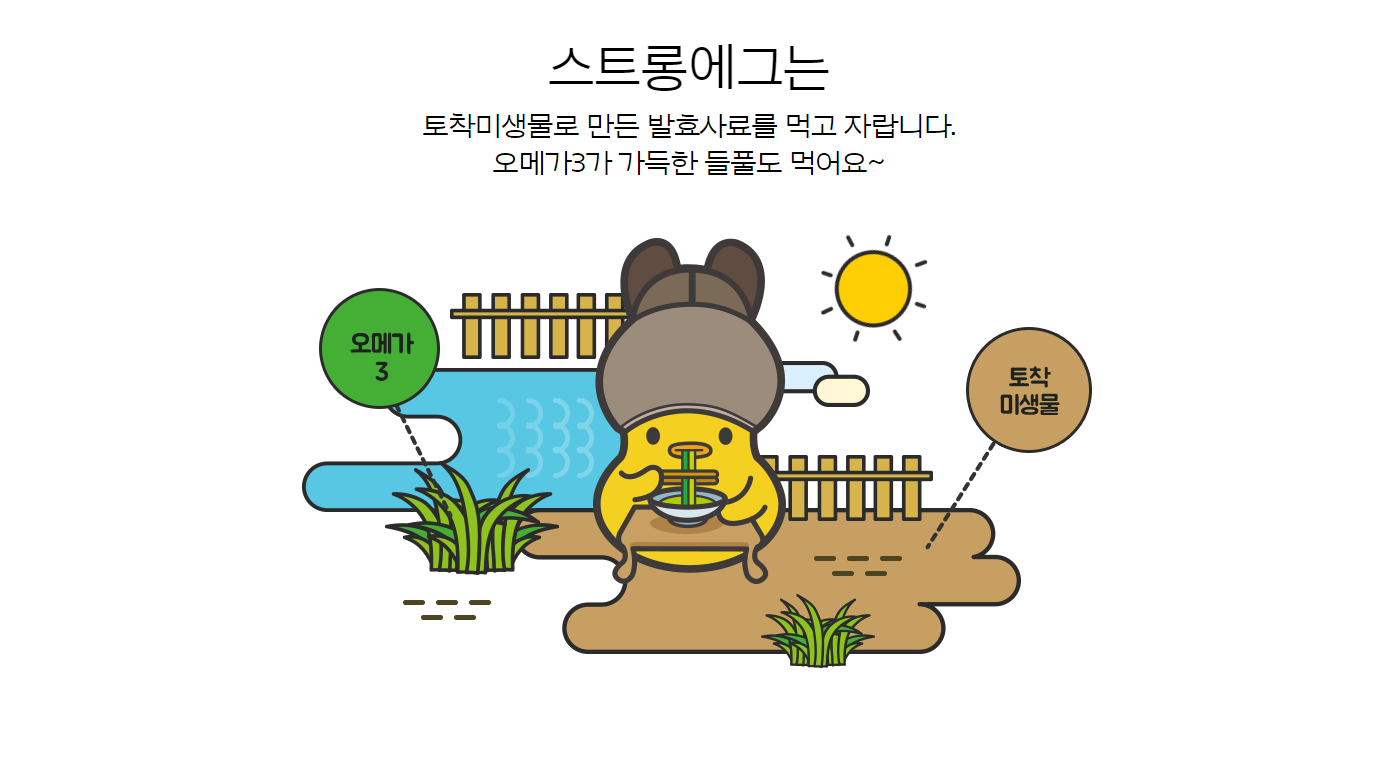 스트롱에그는
토착미생물로 만든 발효사료를 먹고 자랍니다.
오메가3가 가득한 들풀도 먹어요~
오메가
3
토착
미생물